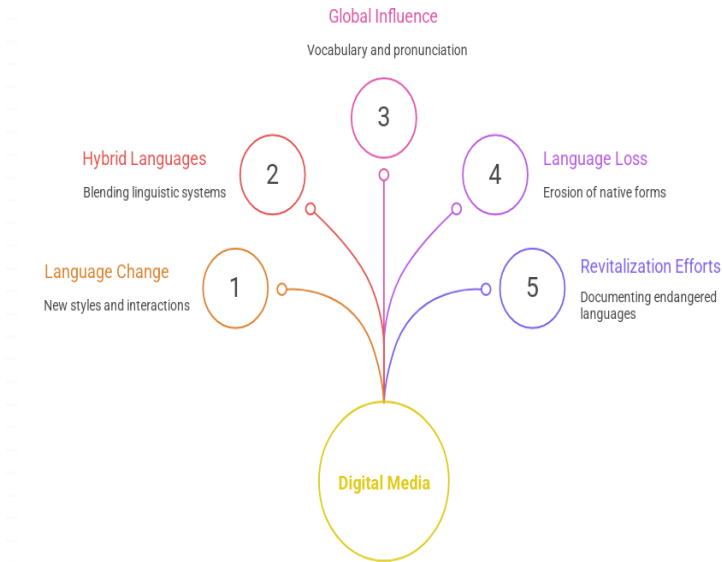 Global Influence
Vocabulary and pronunciation
3
Hybrid Languages
Blending linguistic systems
2
4
Language Loss
Erosion of native forms
Language Change
New styles and interactions
1
5
Revitalization Efforts
Documenting endangered
languages
Digital Media